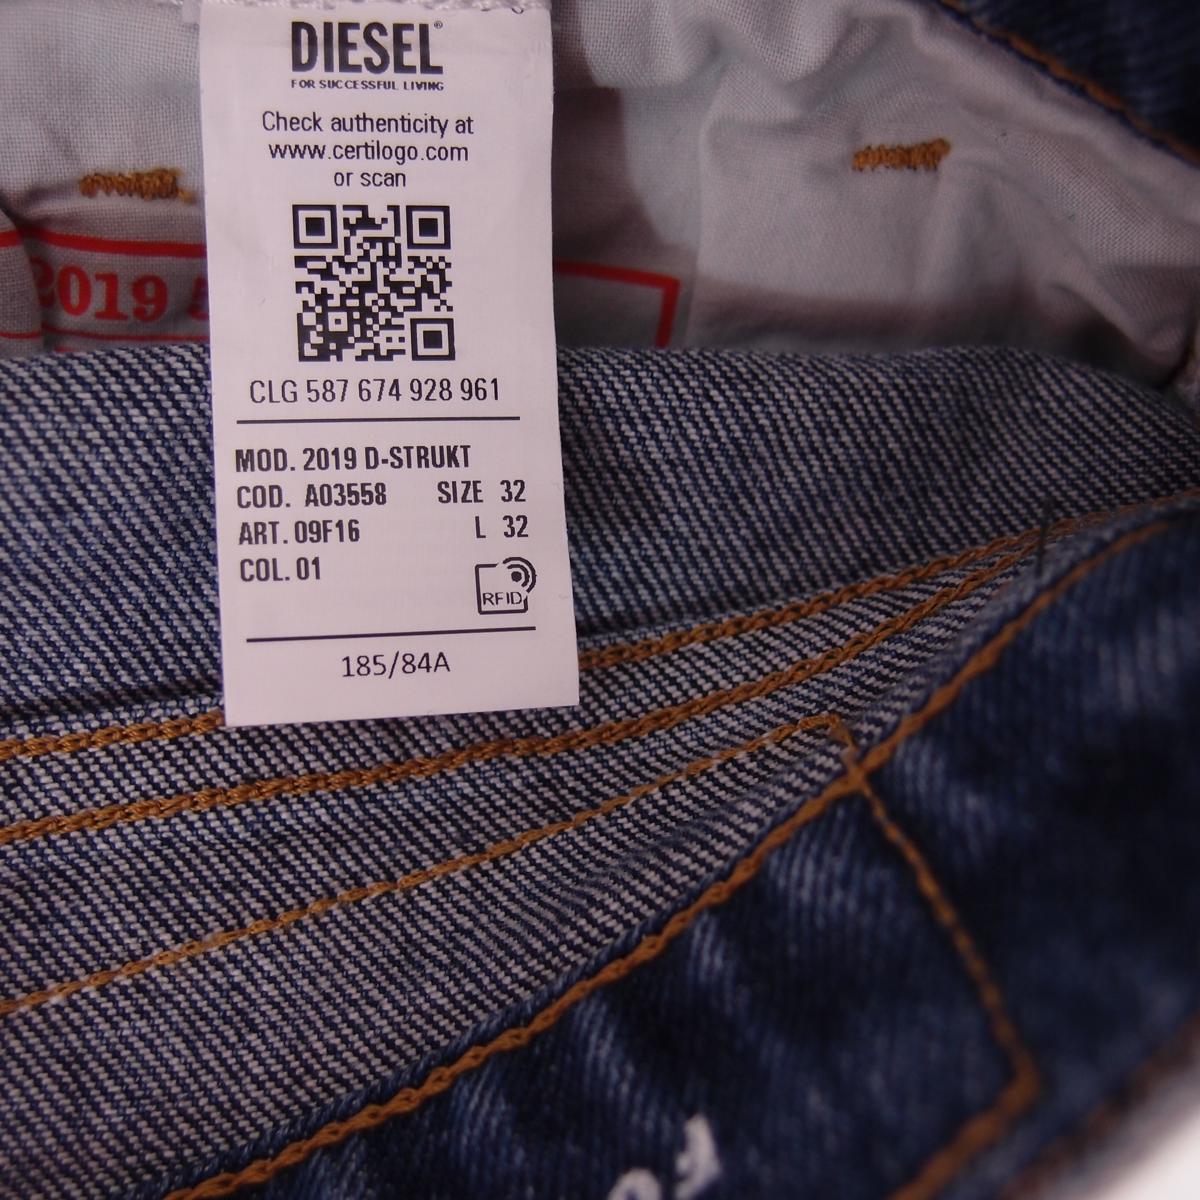 DIESEL®
FOR SUCCESSFUL LIVING
Check authenticity at
www.certilogo.com
or scan
CLG 587 674 928 961
MOD. 2019 D-STRUKT
COD. A03558 SIZE 32
ART. 09F16 L 32
COL. 01
RFID
185/84A
2019